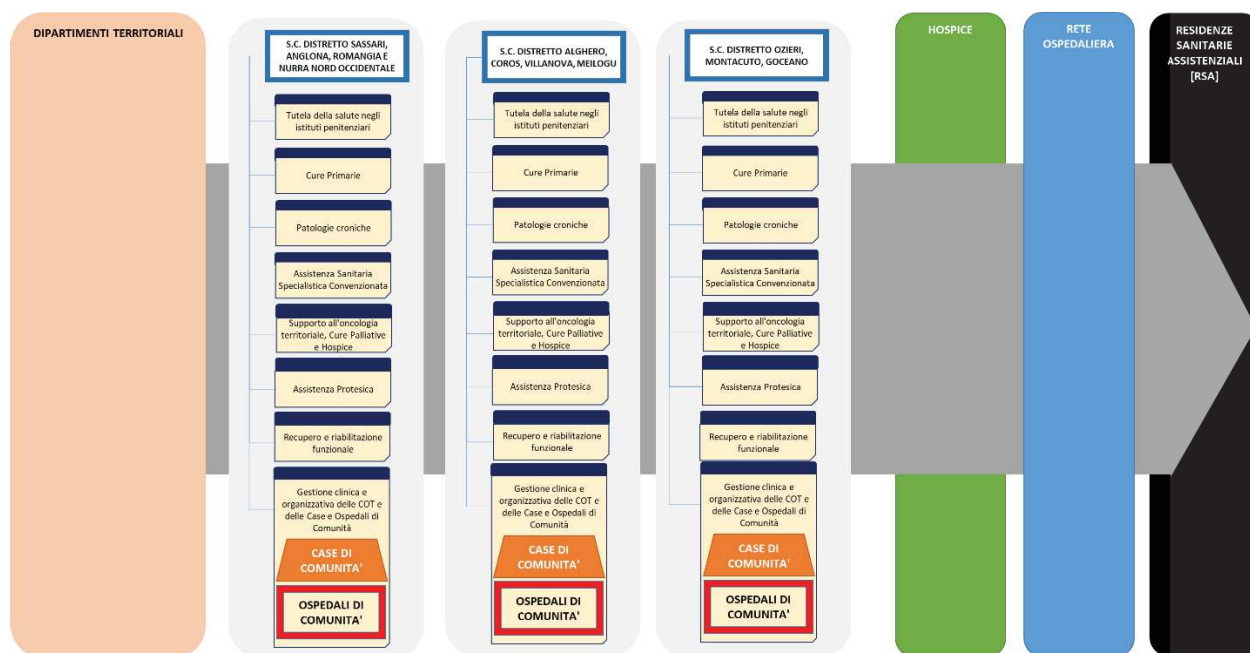 DIPARTIMENTI TERRITORIALI
S.C. DISTRETTO SASSARI,
ANGLONA, ROMANGIA E
NURRA NORD OCCIDENTALE
Tutela della salute negli
istituti penitenziari
Cure Primarie
Patologie croniche
Assistenza Sanitaria
Specialistica Convenzionata
Supporto all'oncologia
territoriale, Cure Palliative
e Hospice
Assistenza Protesica
Recupero e riabilitazione
funzionale
Gestione clinica e
organizzativa delle COT e
delle Case e Ospedali di
Comunità
CASE DI
COMUNITA'
OSPEDALI DI
COMUNITA'
S.C. DISTRETTO ALGHERO,
COROS, VILLANOVA, MEILOGU
Tutela della salute negli
istituti penitenziari
Cure Primarie
Patologie croniche
Assistenza Sanitaria
Specialistica Convenzionata
Supporto all'oncologia
territoriale, Cure Palliative
e Hospice
Assistenza Protesica
Recupero e riabilitazione
funzionale
Gestione clinica e
organizzativa delle COT e
delle Case e Ospedali di
Comunità
CASE DI
COMUNITA'
OSPEDALI DI
COMUNITA'
S.C. DISTRETTO OZIERI,
MONTACUTO, GOCEANO
Tutela della salute negli
istituti penitenziari
Cure Primarie
Patologie croniche
Assistenza Sanitaria
Specialistica Convenzionata
Supporto all'oncologia
territoriale, Cure Palliative
e Hospice
Assistenza Protesica
Recupero e riabilitazione
funzionale
Gestione clinica e
organizzativa delle COT e
delle Case e Ospedali di
Comunità
CASE DI
COMUNITA'
OSPEDALI DI
COMUNITA'
HOSPICE
RETE
OSPEDALIERA
RESIDENZE
SANITARIE
ASSISTENZIALI
[RSA]